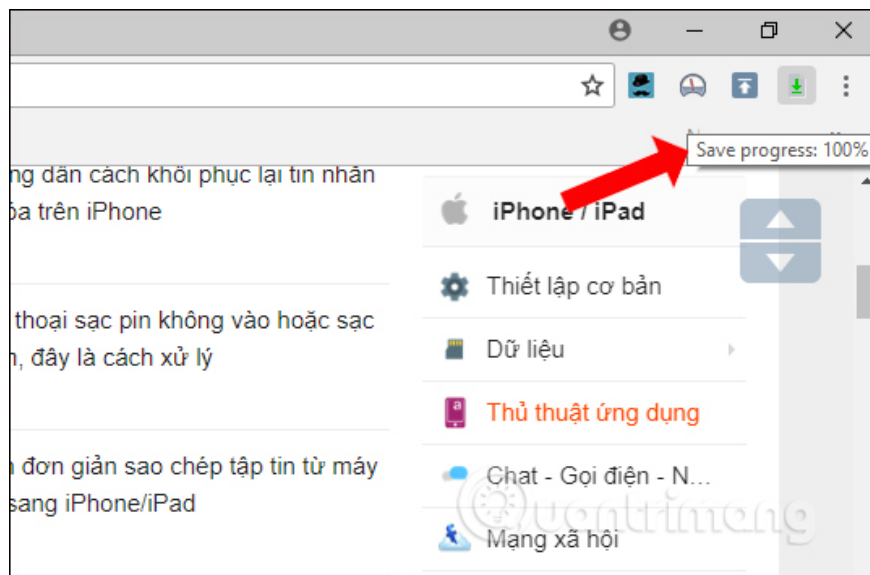 Save progress: 100%
ng dẫn cách khôi phục lại tin nhắn
óa trên iPhone
thoại sạc pin không vào hoặc sạc
n, đây là cách xử lý
n đơn giản sao chép tập tin từ máy
sang iPhone/iPad
iPhone / iPad
Thiết lập cơ bản
Dữ liệu
Thủ thuật ứng dụng
Chat - Gọi điện - N...
Mạng xã hội
Quantrimang